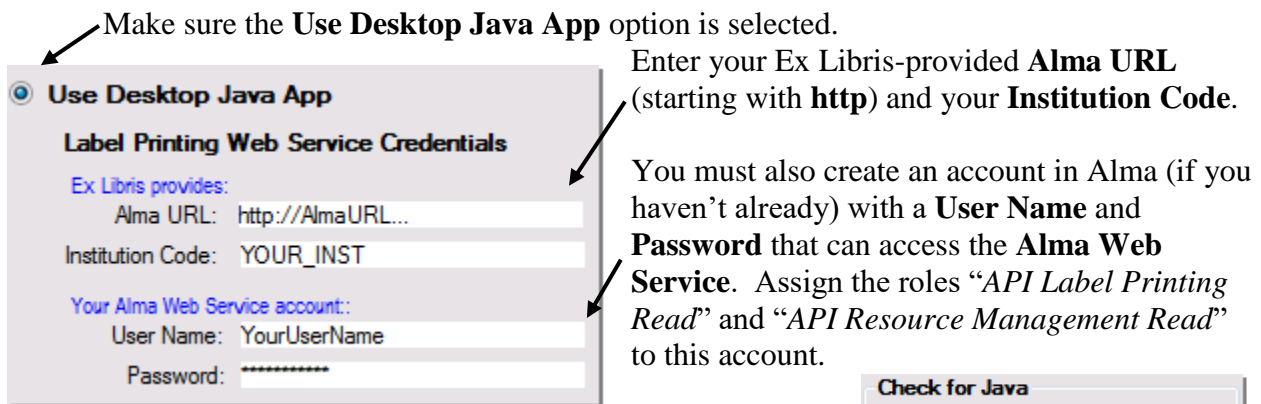 Make sure the Use Desktop Java App option is selected.
Use Desktop Java App
Label Printing Web Service Credentials
Ex Libris provides:
Alma URL: http://AlmaURL...
Institution Code: YOUR_INST
Your Alma Web Service account::
User Name: YourUserName
Password: ***********
Enter your Ex Libris-provided Alma URL
(starting with http) and your Institution Code.
You must also create an account in Alma (if you
haven’t already) with a User Name and
Password that can access the Alma Web
Service. Assign the roles “API Label Printing
Read” and “API Resource Management Read”
to this account.
Check for Java